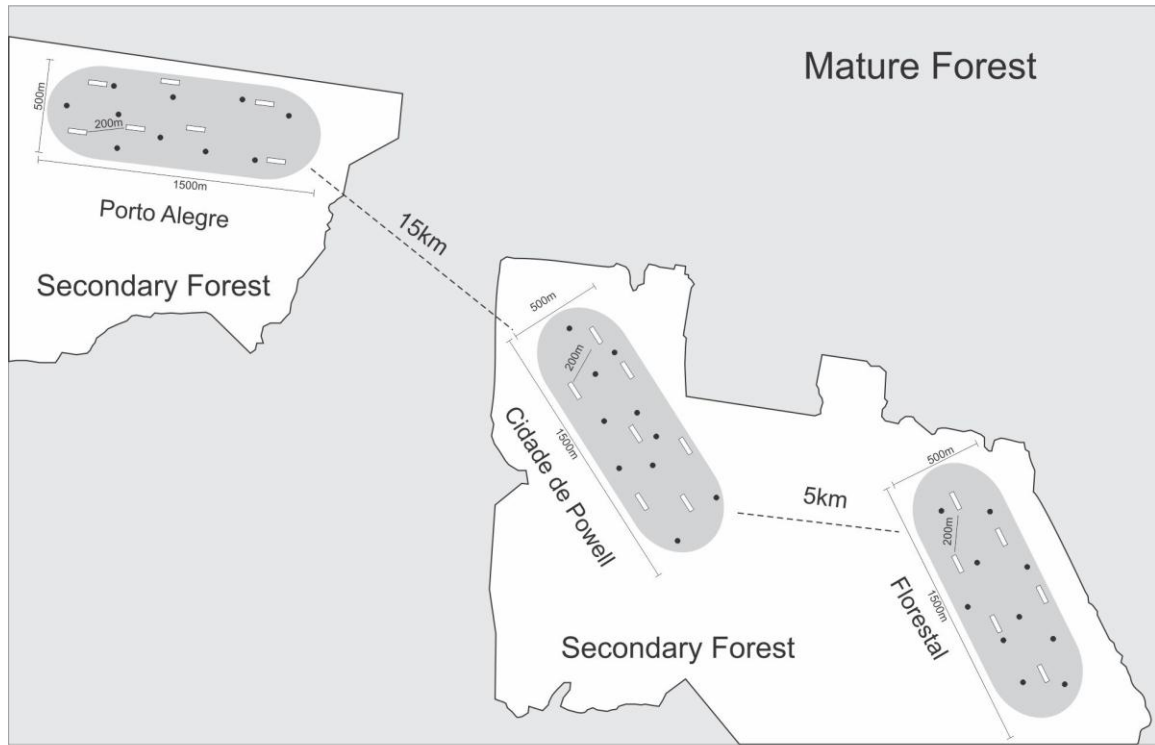 Mature Forest
500m
200m
1500m
Porto Alegre
Secondary Forest
15km
500m
200m
1500m
Cidade de Powell
5km
500m
200m
1500m
Florestal
Secondary Forest